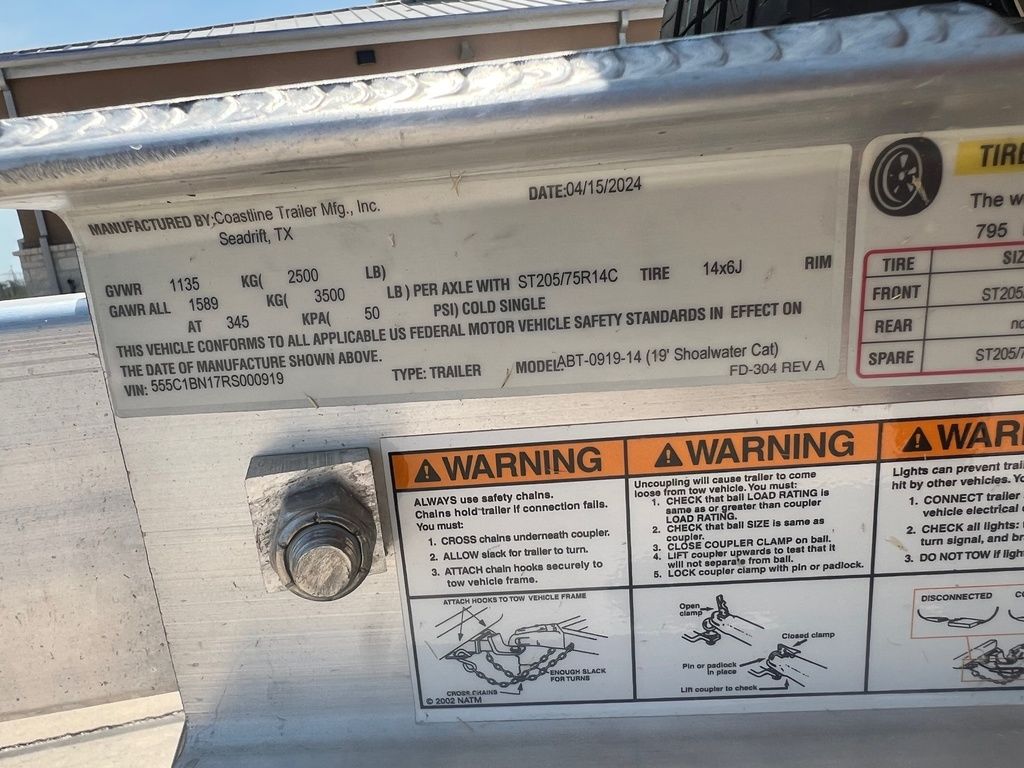 MANUFACTURED BY: Coastline Trailer Mfg., Inc.
Seadrift, TX
DATE: 04/15/2024
GVWR 1135 KG( 2500 LB)
GAWR ALL 1589 KG( 3500 LB ) PER AXLE WITH ST205/75R14C TIRE 14x6J RIM
AT 345 KPA( 50 PSI) COLD SINGLE
THIS VEHICLE CONFORMS TO ALL APPLICABLE US FEDERAL MOTOR VEHICLE SAFETY STANDARDS IN EFFECT ON
THE DATE OF MANUFACTURE SHOWN ABOVE.
VIN: 555C1BN17RS000919 TYPE: TRAILER MODEL ABT-0919-14 (19' Shoalwater Cat)
FD-304 REV A
TIRE
The w
795
TIRE SIZ
FRONT ST205
REAR no
SPARE ST205/7
WARNING
ALWAYS use safety chains.
Chains hold trailer if connection fails.
You must:
1. CROSS chains underneath coupler.
2. ALLOW slack for trailer to turn.
3. ATTACH chain hooks securely to
tow vehicle frame.
ATTACH HOOKS TO TOW VEHICLE FRAME
ENOUGH SLACK
FOR TURNS
CROSS CHAINS
© 2002 NATM
WARNING
Uncoupling will cause trailer to come
loose from tow vehicle. You must:
1. CHECK that ball LOAD RATING is
same as or greater than coupler
LOAD RATING.
2. CHECK that ball SIZE is same as
coupler.
3. CLOSE COUPLER CLAMP on ball.
4. LIFT coupler upwards to test that it
will not separate from ball.
5. LOCK coupler clamp with pin or padlock.
Open
clamp
Closed clamp
Pin or padlock
in place
Lift coupler to check
WARN
Lights can prevent trail
hit by other vehicles. Yo
1. CONNECT trailer
vehicle electrical
2. CHECK all lights:
turn signal, and br
3. DO NOT TOW if ligh
DISCONNECTED CO